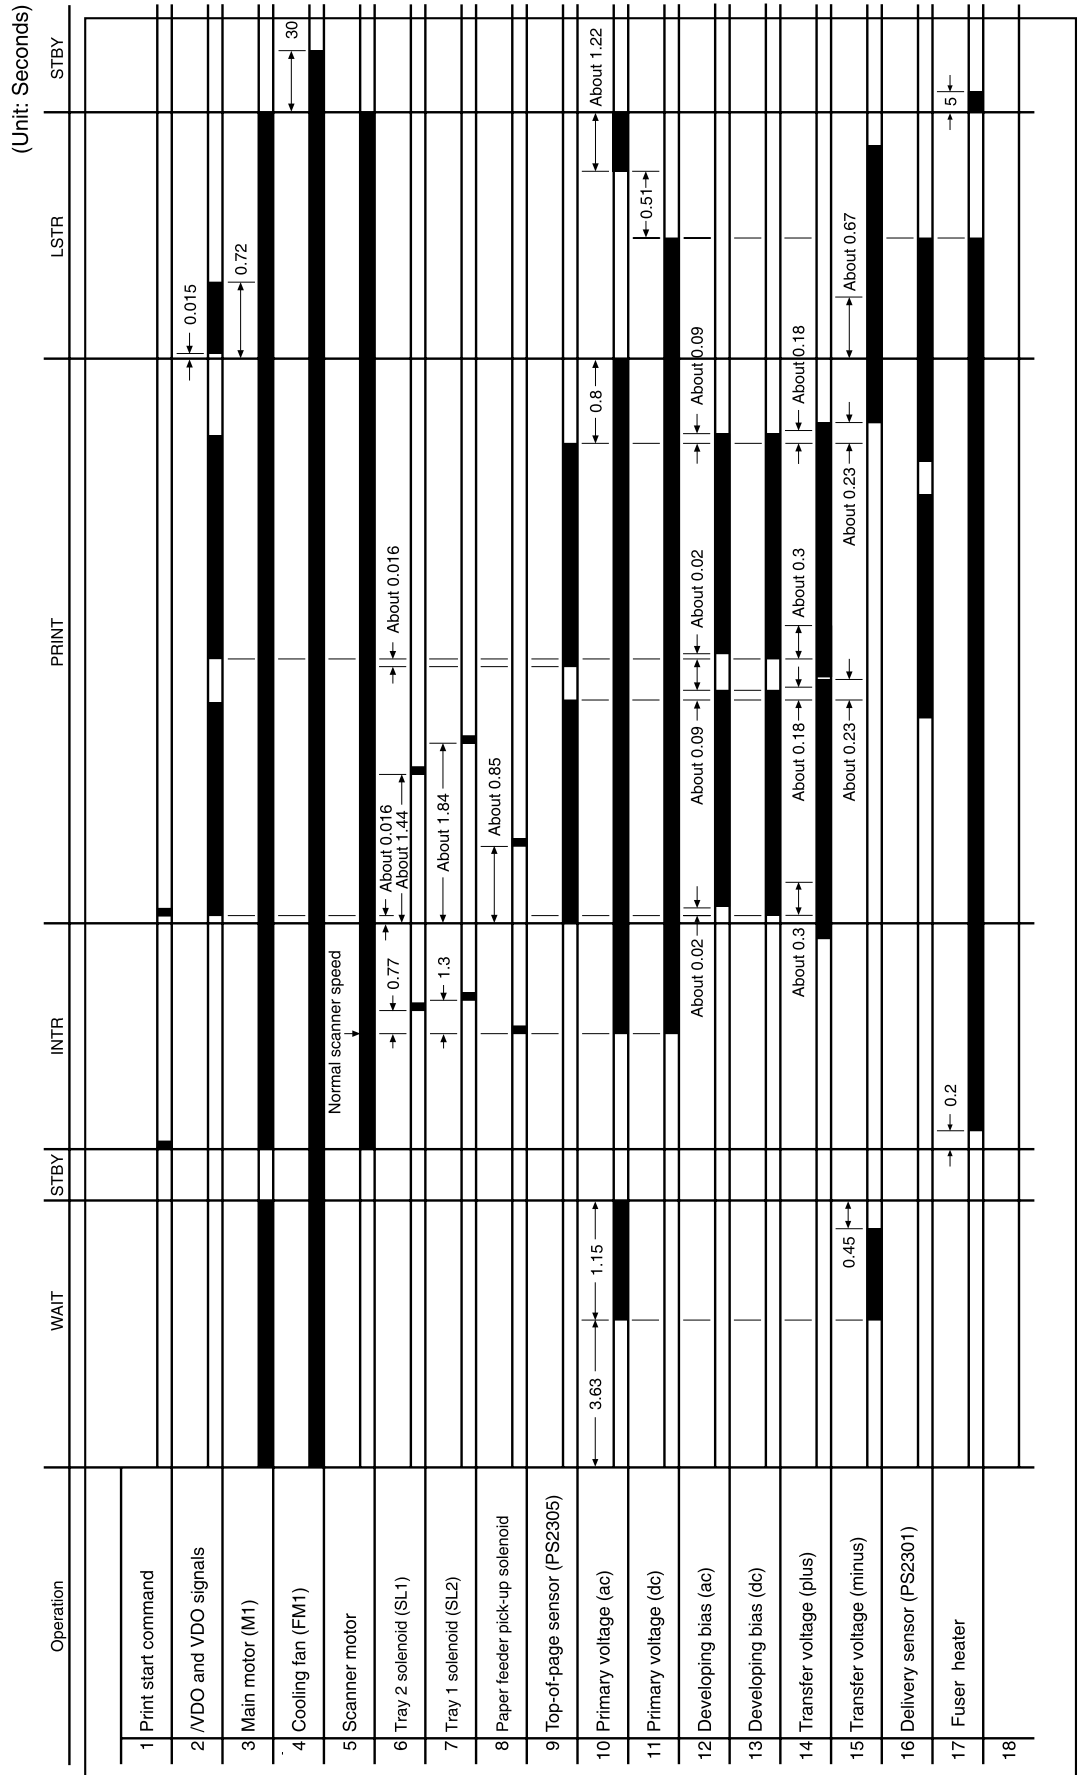 (Unit: Seconds)
Operation
WAIT
STBY
INTR
PRINT
LSTR
STBY
1 Print start command
2 /VDO and VDO signals
0.015
3 Main motor (M1)
0.72
4 Cooling fan (FM1)
30
5 Scanner motor
Normal scanner speed
6 Tray 2 solenoid (SL1)
0.77
About 0.016
About 1.44
About 0.016
7 Tray 1 solenoid (SL2)
1.3
About 1.84
8 Paper feeder pick-up solenoid
About 0.85
9 Top-of-page sensor (PS2305)
10 Primary voltage (ac)
3.63
1.15
0.8
About 1.22
11 Primary voltage (dc)
0.51
12 Developing bias (ac)
About 0.02
About 0.09
About 0.02
About 0.09
13 Developing bias (dc)
14 Transfer voltage (plus)
About 0.3
About 0.18
About 0.3
About 0.18
15 Transfer voltage (minus)
0.45
About 0.23
About 0.23
About 0.67
16 Delivery sensor (PS2301)
17 Fuser heater
0.2
5
18